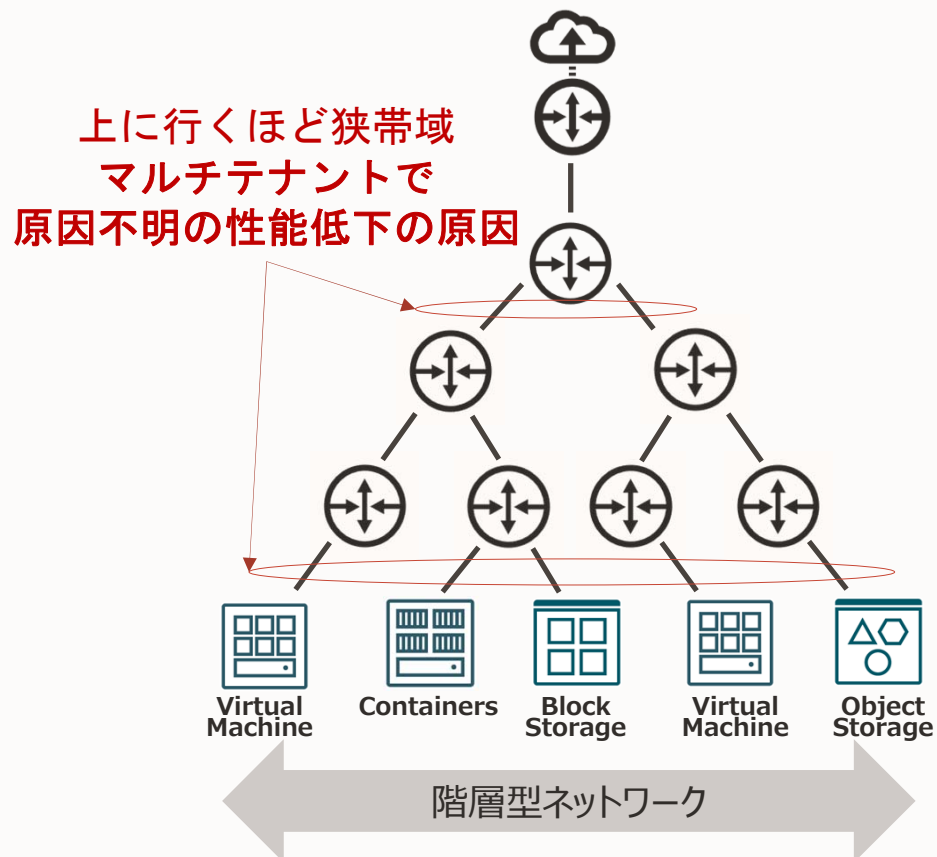 上に行くほど狭帯域
マルチテナントで
原因不明の性能低下の原因
Virtual
Machine
Containers
Block
Storage
Virtual
Machine
Object
Storage
階層型ネットワーク